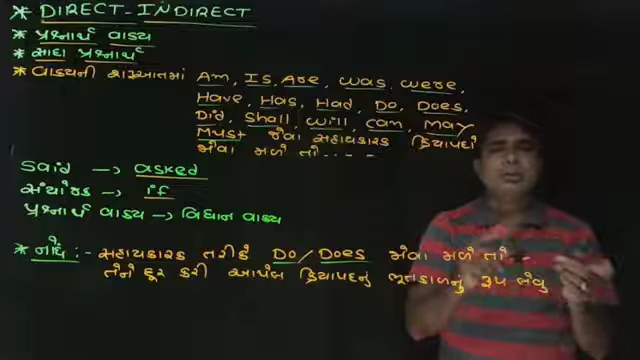 * DIRECT-INDIRECT
* પ્રશ્નાર્થ વાક્ય
* સાદા પ્રશ્નાર્થ
* વાક્યની શરૂઆતમાં Am, Is, Are, was, were,
Have, Has, Had, Do, Does,
Did, Shall, will, can, may,
Must જેવા સહાયકારક ક્રિયાપદો
જોવા મળે તો...--
Said → asked
સંયોજક → if
પ્રશ્નાર્થ વાક્ય → વિધાન વાક્ય
* નોંધ :- સહાયકારક તરીકે Do/Does જોવા મળે તો --
તેને દૂર કરી આપેલ ક્રિયાપદનું ભૂતકાળનું રૂપ લેવું